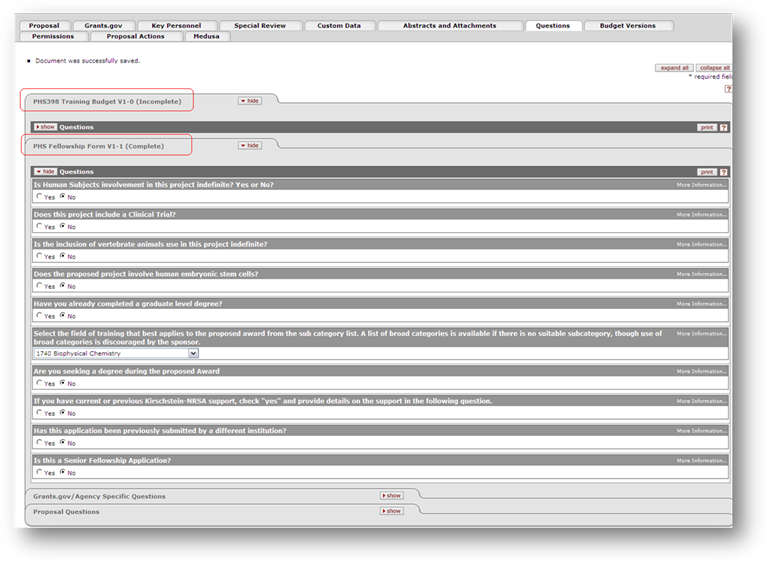 Proposal Grants.gov Key Personnel Special Review Custom Data Abstracts and Attachments Questions Budget Versions
Permissions Proposal Actions Medusa
Document was successfully saved.
expand all collapse all
* required field
?
PHS398 Training Budget V1-0 (Incomplete) hide
show Questions print ?
PHS Fellowship Form V1-1 (Complete) hide
hide Questions print ?
Is Human Subjects involvement in this project indefinite? Yes or No? More Information...
Yes No
Does this project include a Clinical Trial? More Information...
Yes No
Is the inclusion of vertebrate animals use in this project indefinite? More Information...
Yes No
Does the proposed project involve human embryonic stem cells? More Information...
Yes No
Have you already completed a graduate level degree? More Information...
Yes No
Select the field of training that best applies to the proposed award from the sub category list. A list of broad categories is available if there is no suitable subcategory, though use of More Information...
broad categories is discouraged by the sponsor.
1740 Biophysical Chemistry
Are you seeking a degree during the proposed Award More Information...
Yes No
If you have current or previous Kirschstein-NRSA support, check "yes" and provide details on the support in the following question. More Information...
Yes No
Has this application been previously submitted by a different institution? More Information...
Yes No
Is this a Senior Fellowship Application? More Information...
Yes No
Grants.gov/Agency Specific Questions show
Proposal Questions show